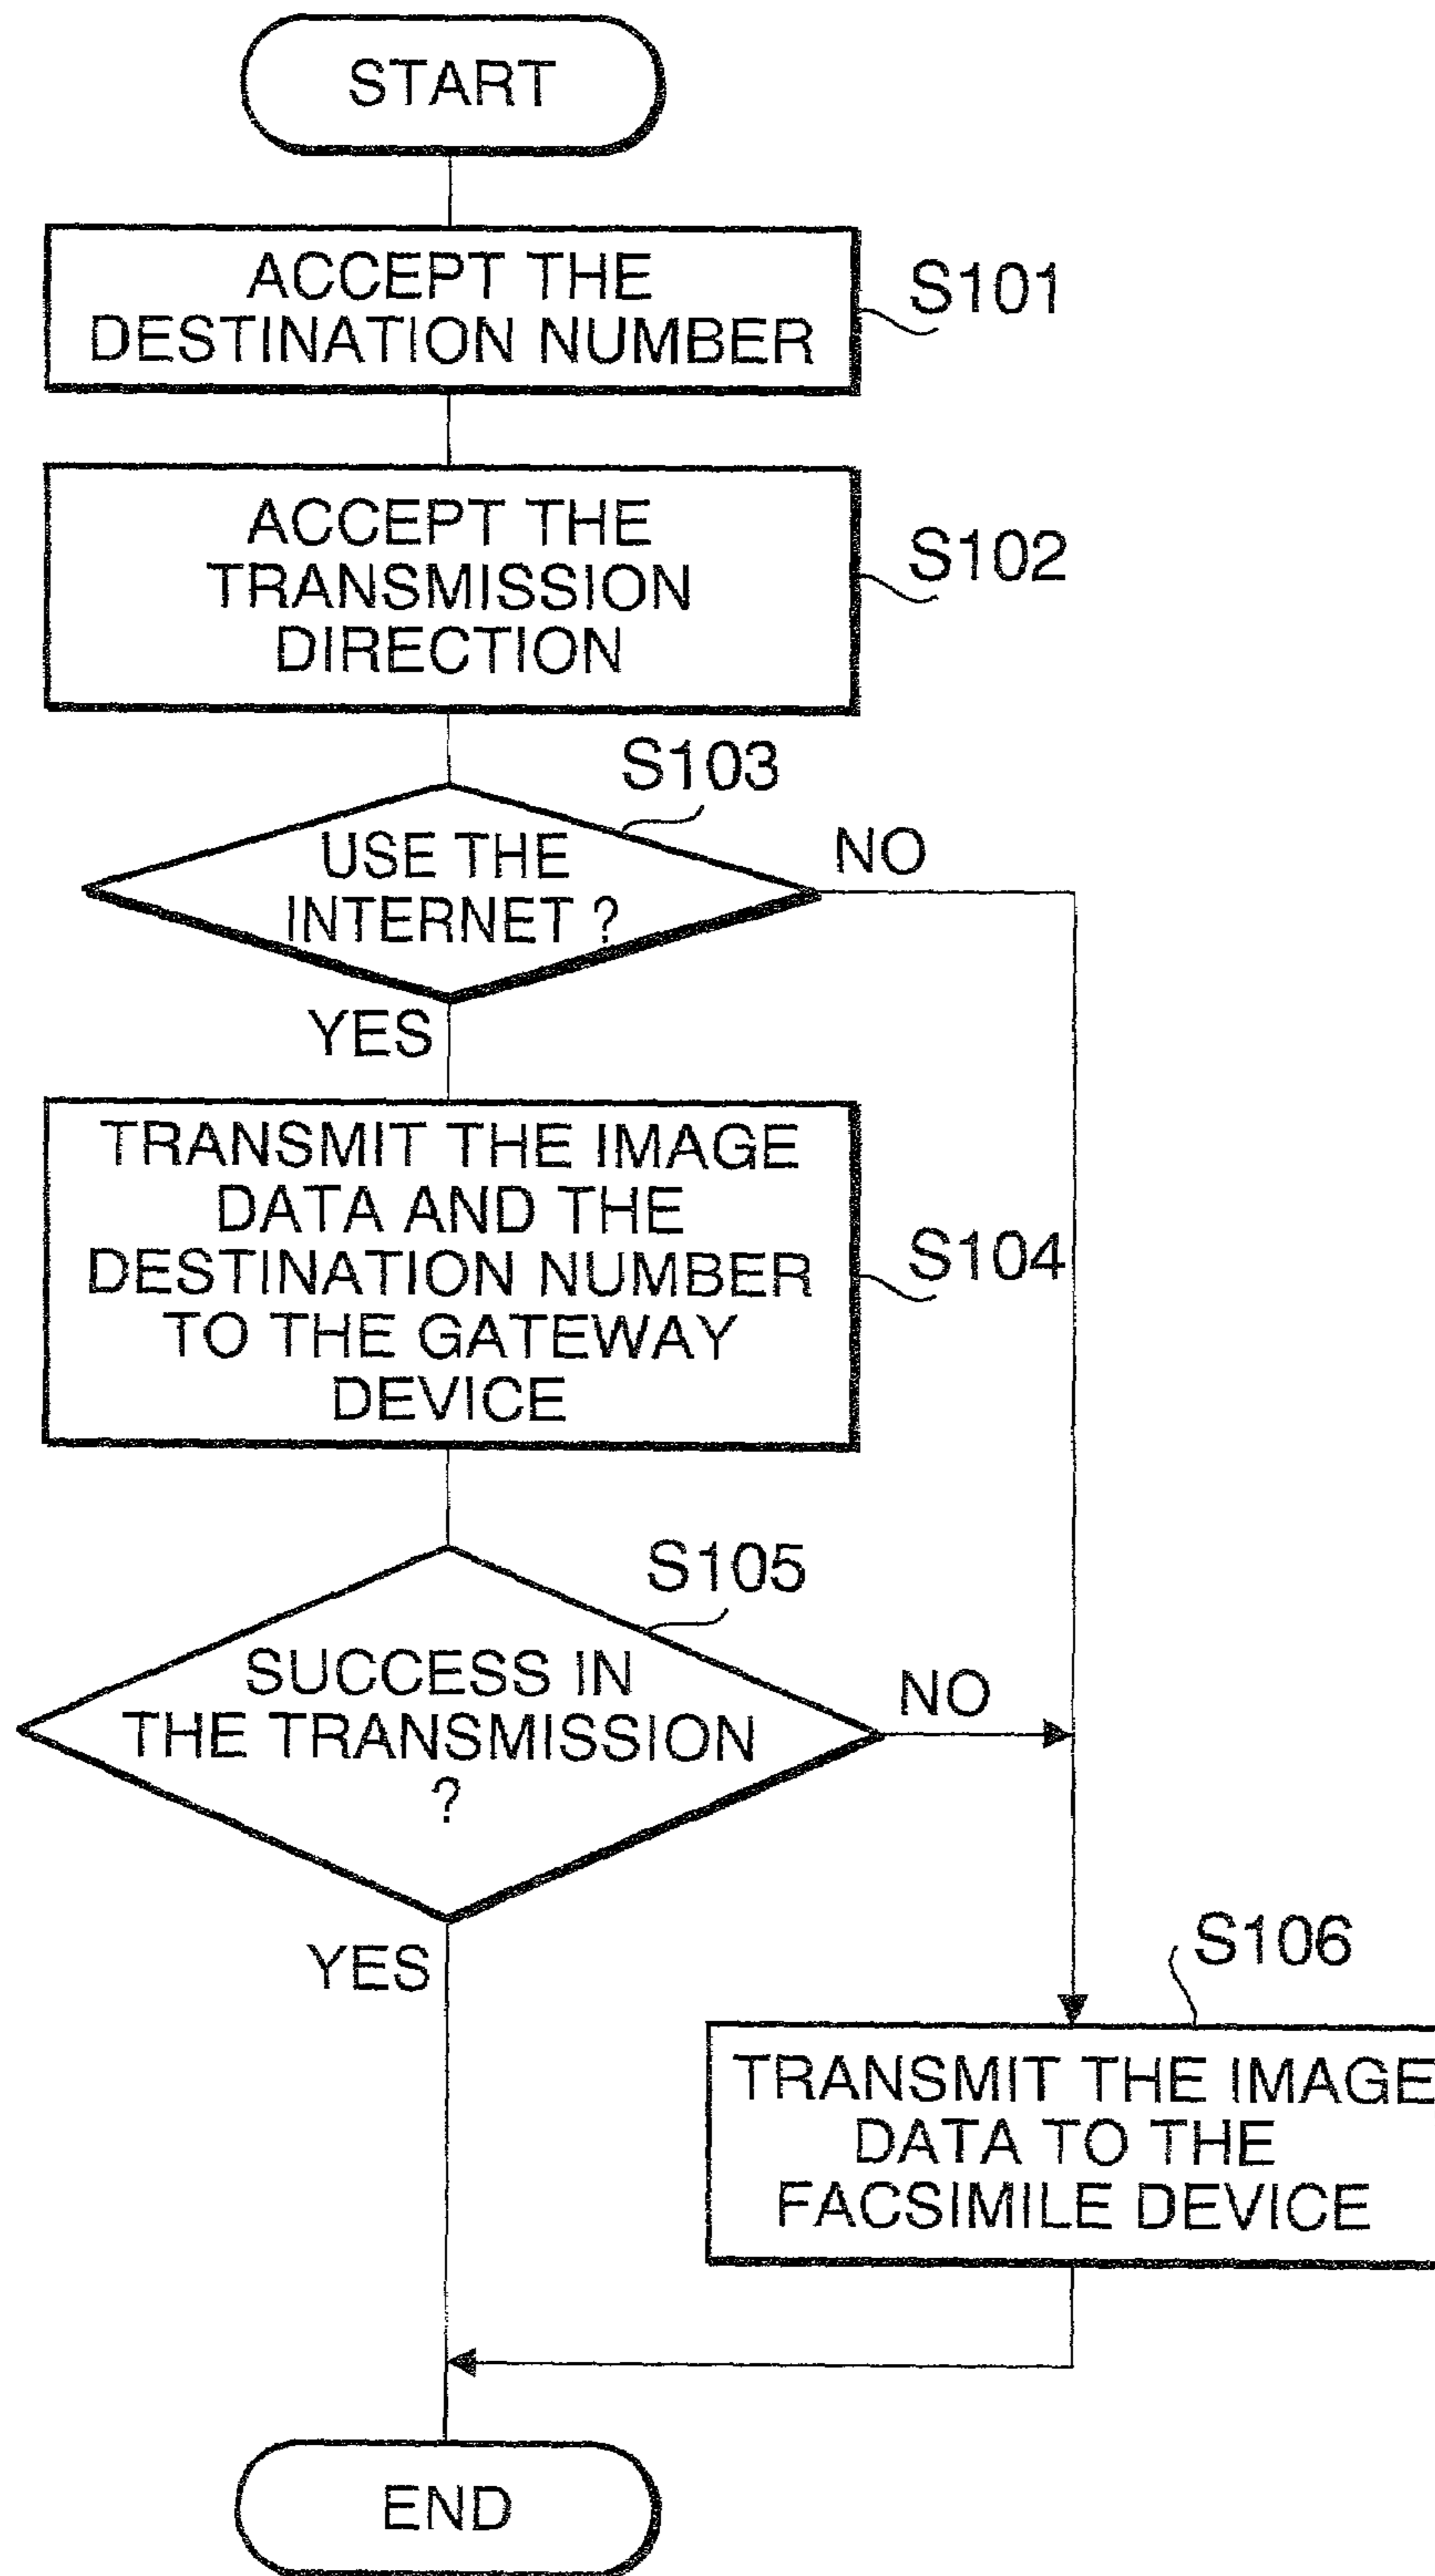 START
ACCEPT THE
DESTINATION NUMBER
S101
ACCEPT THE
TRANSMISSION
DIRECTION
S102
S103
USE THE
INTERNET ?
NO
YES
TRANSMIT THE IMAGE
DATA AND THE
DESTINATION NUMBER
TO THE GATEWAY
DEVICE
S104
S105
SUCCESS IN
THE TRANSMISSION
?
NO
YES
S106
TRANSMIT THE IMAGE
DATA TO THE
FACSIMILE DEVICE
END